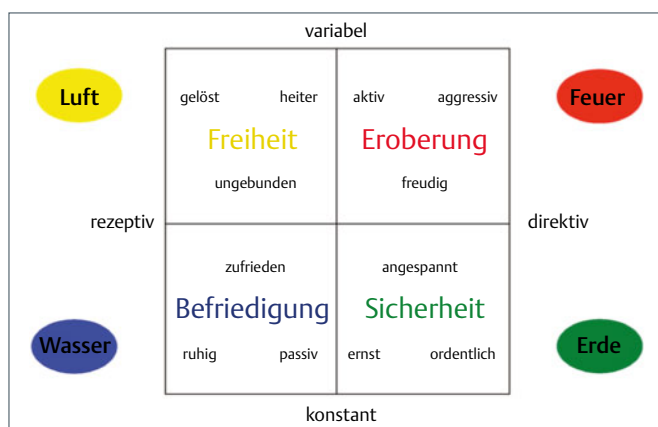 variabel
Luft
gelöst heiter
aktiv aggressiv
Feuer
Freiheit
Eroberung
ungebunden
freudig
rezeptiv
direktiv
zufrieden
angespannt
Befriedigung
Sicherheit
Wasser
ruhig passiv
ernst ordentlich
Erde
konstant